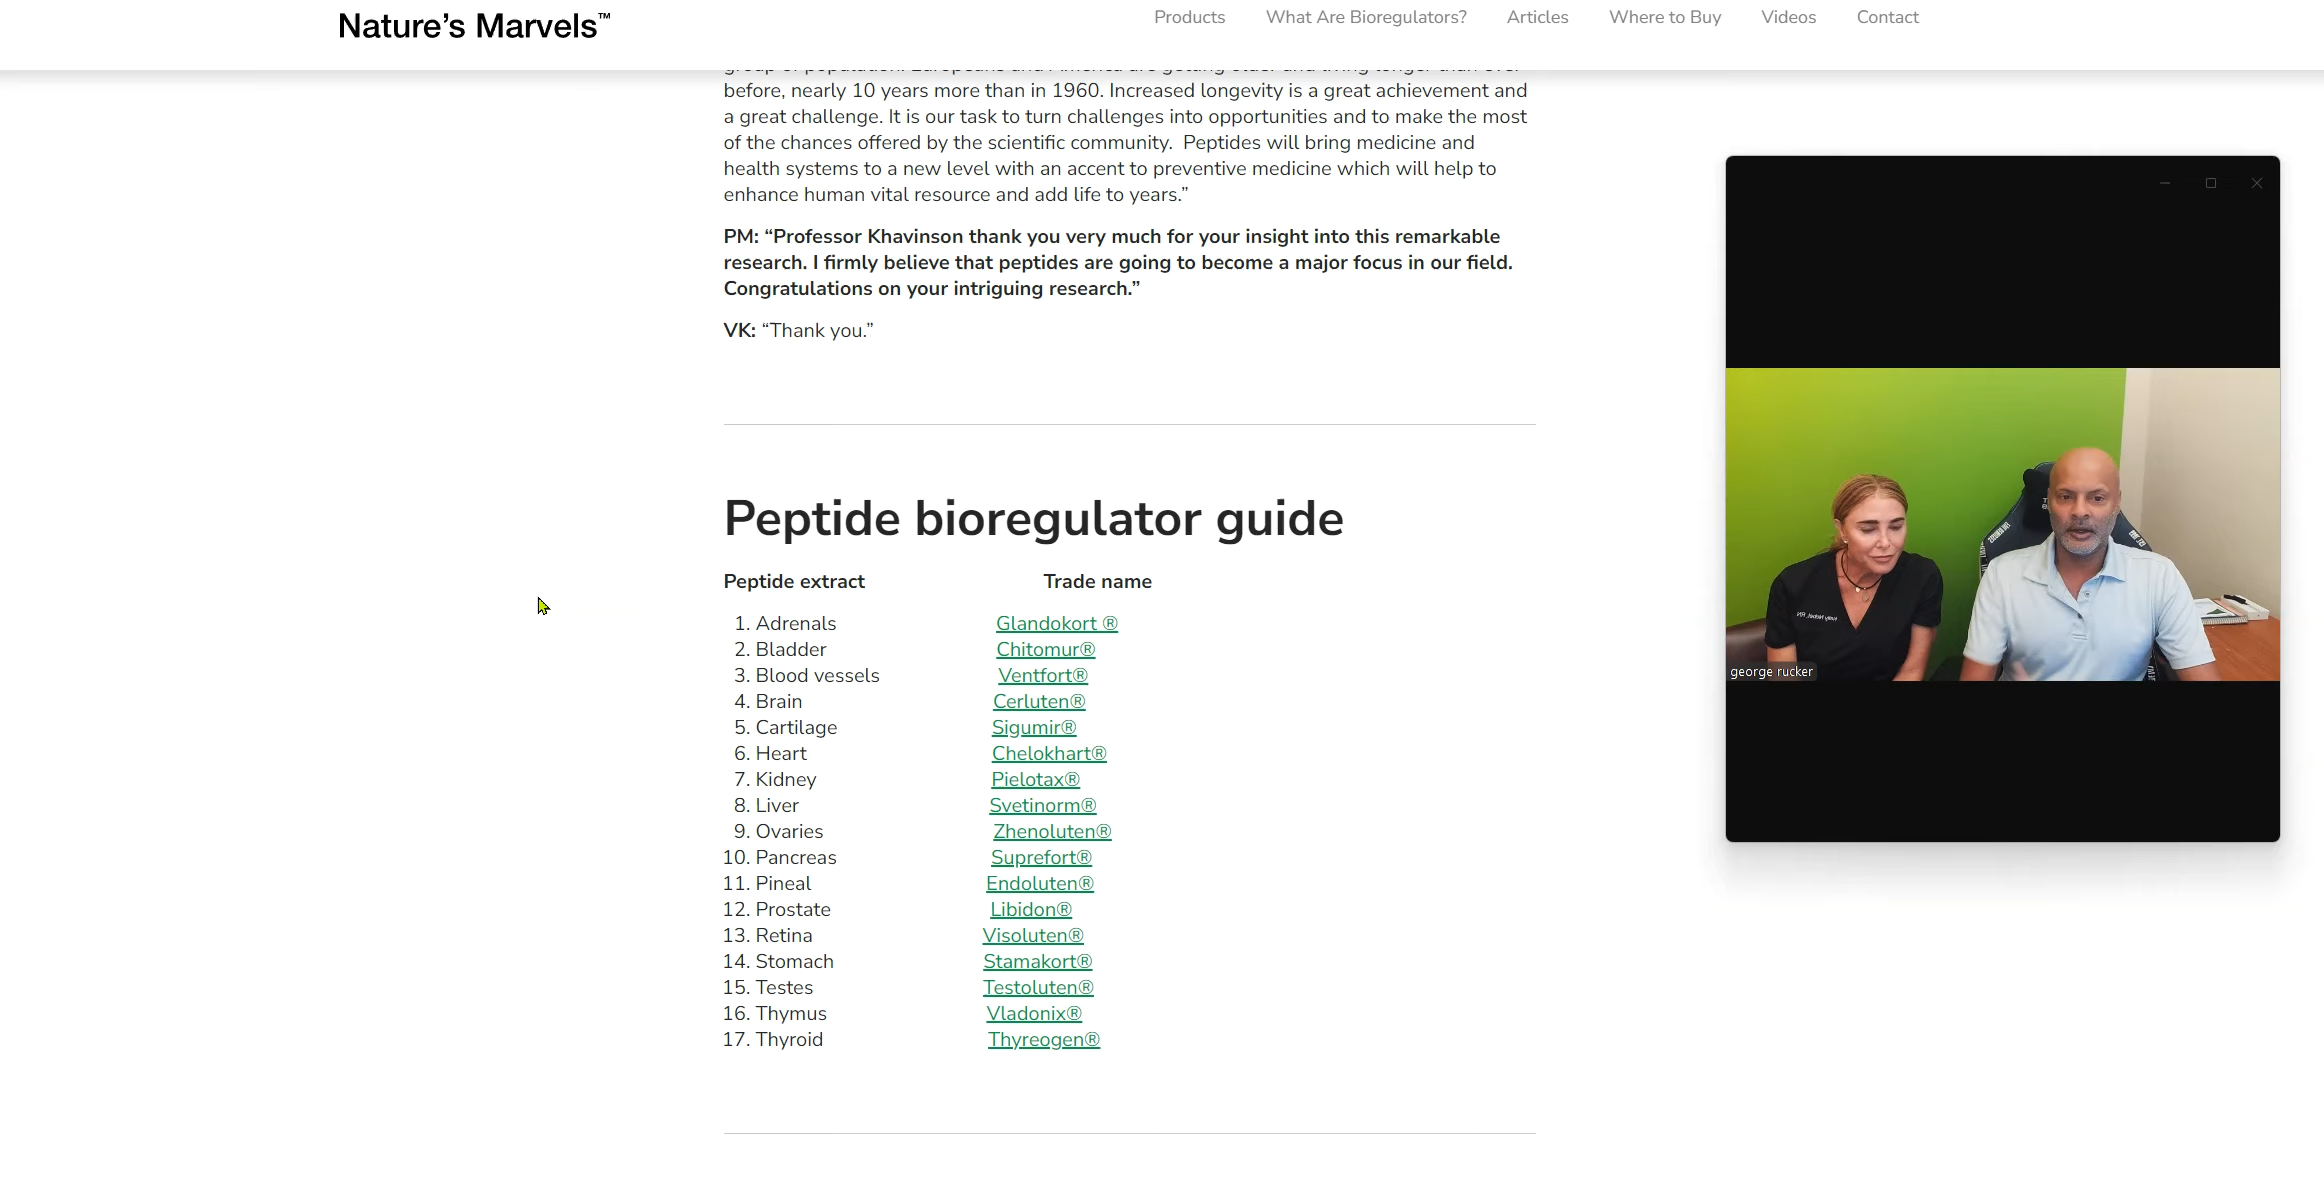 Nature's Marvels™
Products What Are Bioregulators? Articles Where to Buy Videos Contact
before, nearly 10 years more than in 1960. Increased longevity is a great achievement and
a great challenge. It is our task to turn challenges into opportunities and to make the most
of the chances offered by the scientific community.  Peptides will bring medicine and
health systems to a new level with an accent to preventive medicine which will help to
enhance human vital resource and add life to years.”
PM: “Professor Khavinson thank you very much for your insight into this remarkable
research. I firmly believe that peptides are going to become a major focus in our field.
Congratulations on your intriguing research.”
VK: “Thank you.”
Peptide bioregulator guide
Peptide extract Trade name
1. Adrenals Glandokort ®
2. Bladder Chitomur®
3. Blood vessels Ventfort®
4. Brain Cerluten®
5. Cartilage Sigumir®
6. Heart Chelokhart®
7. Kidney Pielotax®
8. Liver Svetinorm®
9. Ovaries Zhenoluten®
10. Pancreas Suprefort®
11. Pineal Endoluten®
12. Prostate Libidon®
13. Retina Visoluten®
14. Stomach Stamakort®
15. Testes Testoluten®
16. Thymus Vladonix®
17. Thyroid Thyreogen®
george rucker